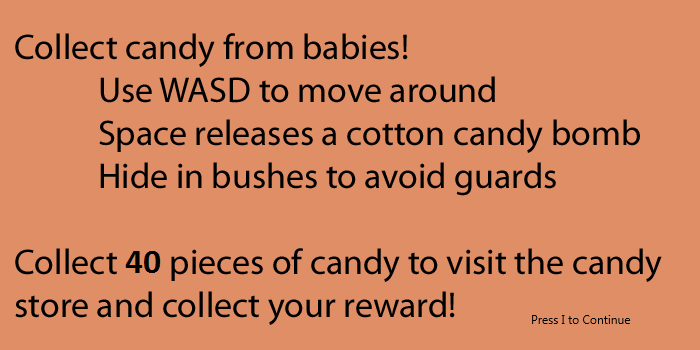 Collect candy from babies!
Use WASD to move around
Space releases a cotton candy bomb
Hide in bushes to avoid guards
Collect 40 pieces of candy to visit the candy
store and collect your reward!
Press I to Continue